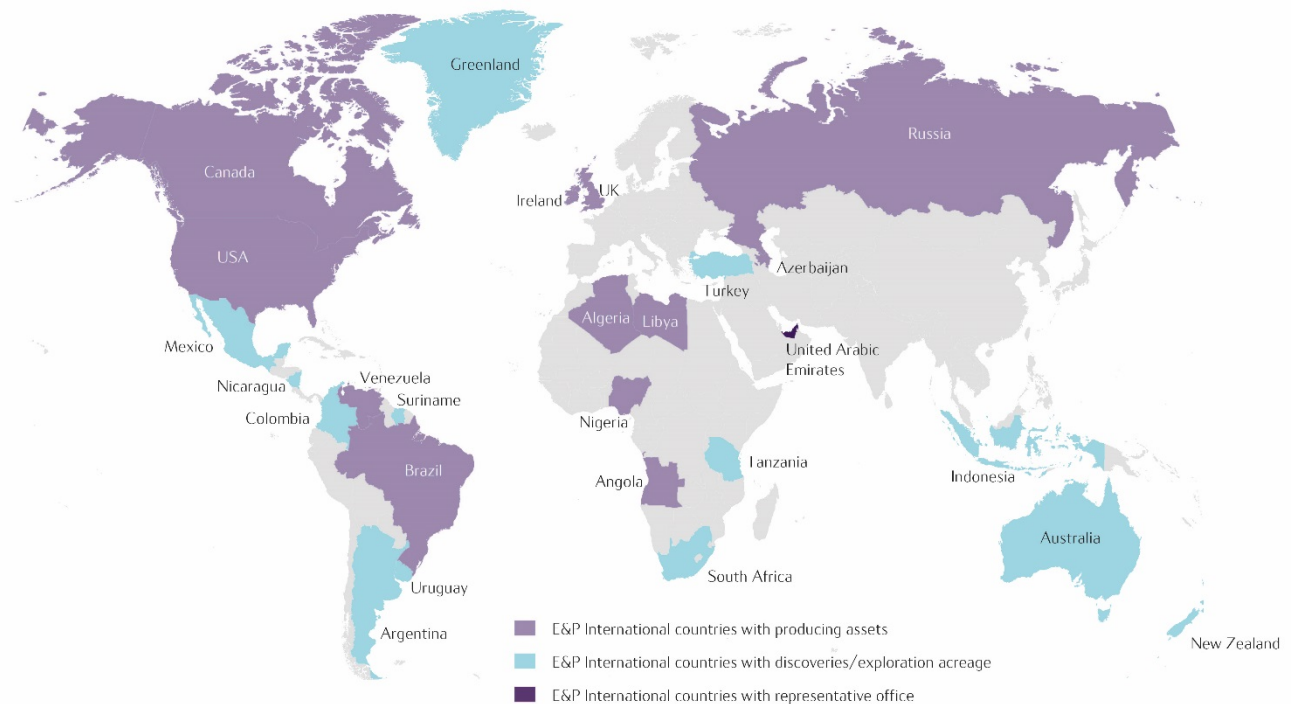 Greenland
Russia
Canada
UK
Ireland
USA
Azerbaijan
Turkey
Algeria
Libya
Mexico
United Arabic
Emirates
Venezuela
Nicaragua
Suriname
Colombia
Nigeria
Brazil
Tanzania
Angola
Indonesia
Australia
South Africa
Uruguay
E&P International countries with producing assets
Argentina
New Zealand
E&P International countries with discoveries/exploration acreage
E&P International countries with representative office